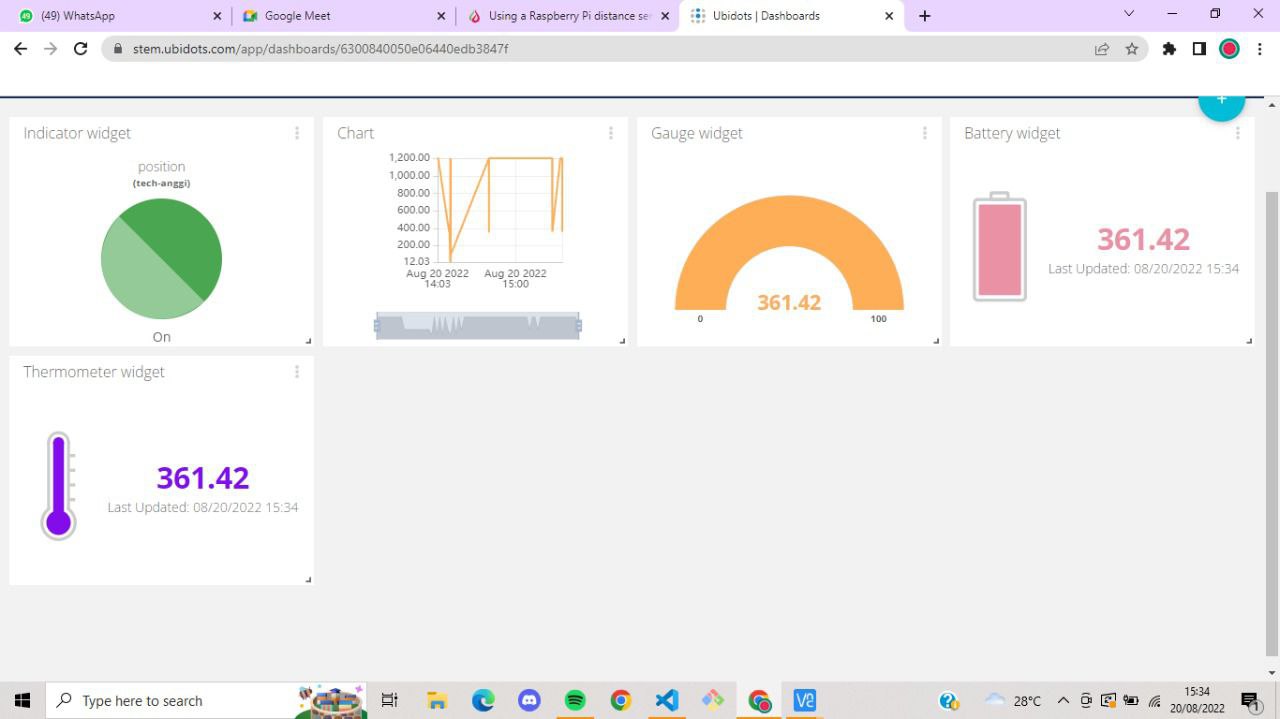 (49) WhatsApp
Google Meet
Using a Raspberry Pi distance ser
Ubidots | Dashboards
stem.ubidots.com/app/dashboards/6300840050e06440edb3847f
Indicator widget
position
(tech-anggi)
On
Chart
1,200.00
1,000.00
800.00
600.00
400.00
200.00
12.03
Aug 20 2022 Aug 20 2022
14:03 15:00
Gauge widget
361.42
0 100
Battery widget
361.42
Last Updated: 08/20/2022 15:34
Thermometer widget
361.42
Last Updated: 08/20/2022 15:34
Type here to search
28°C
15:34
20/08/2022
1